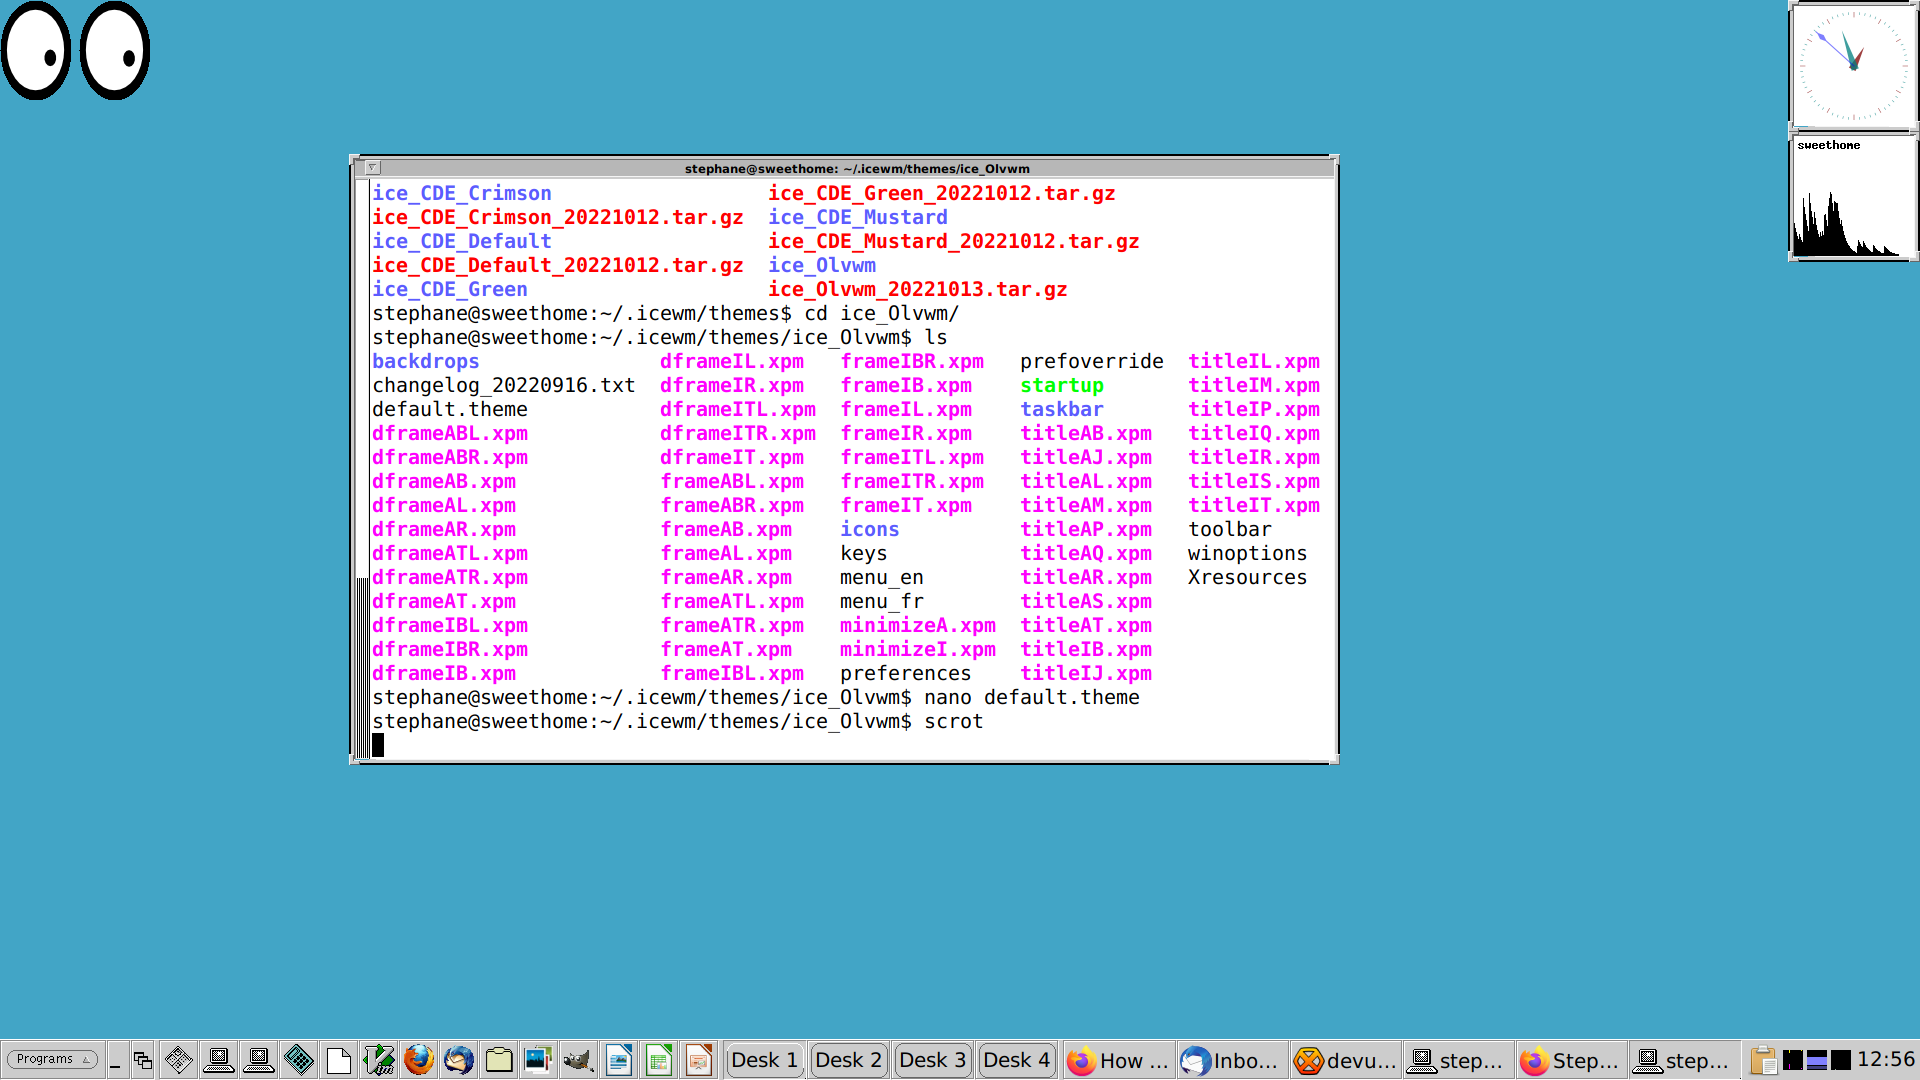 sweethome
stephane@sweethome: ~/.icewm/themes/ice_Olvwm
ice_CDE_Crimson ice_CDE_Green_20221012.tar.gz
ice_CDE_Crimson_20221012.tar.gz ice_CDE_Mustard
ice_CDE_Default ice_CDE_Mustard_20221012.tar.gz
ice_CDE_Default_20221012.tar.gz ice_Olvwm
ice_CDE_Green ice_Olvwm_20221013.tar.gz
stephane@sweethome:~/.icewm/themes$ cd ice_Olvwm/
stephane@sweethome:~/.icewm/themes/ice_Olvwm$ ls
backdrops dframeIL.xpm frameIBR.xpm prefoverride titleIL.xpm
changelog_20220916.txt dframeIR.xpm frameIB.xpm startup titleIM.xpm
default.theme dframeITL.xpm frameIL.xpm taskbar titleIP.xpm
dframeABL.xpm dframeITR.xpm frameIR.xpm titleAB.xpm titleIQ.xpm
dframeABR.xpm dframeIT.xpm frameITL.xpm titleAJ.xpm titleIR.xpm
dframeAB.xpm frameABL.xpm frameITR.xpm titleAL.xpm titleIS.xpm
dframeAL.xpm frameABR.xpm frameIT.xpm titleAM.xpm titleIT.xpm
dframeAR.xpm frameAB.xpm icons titleAP.xpm toolbar
dframeATL.xpm frameAL.xpm keys titleAQ.xpm winoptions
dframeATR.xpm frameAR.xpm menu_en titleAR.xpm Xresources
dframeAT.xpm frameATL.xpm menu_fr titleAS.xpm
dframeIBL.xpm frameATR.xpm minimizeA.xpm titleAT.xpm
dframeIBR.xpm frameAT.xpm minimizeI.xpm titleIB.xpm
dframeIB.xpm frameIBL.xpm preferences titleIJ.xpm
stephane@sweethome:~/.icewm/themes/ice_Olvwm$ nano default.theme
stephane@sweethome:~/.icewm/themes/ice_Olvwm$ scrot
Programs Desk 1 Desk 2 Desk 3 Desk 4 How ... Inbo... devu... step... Step... step... 12:56